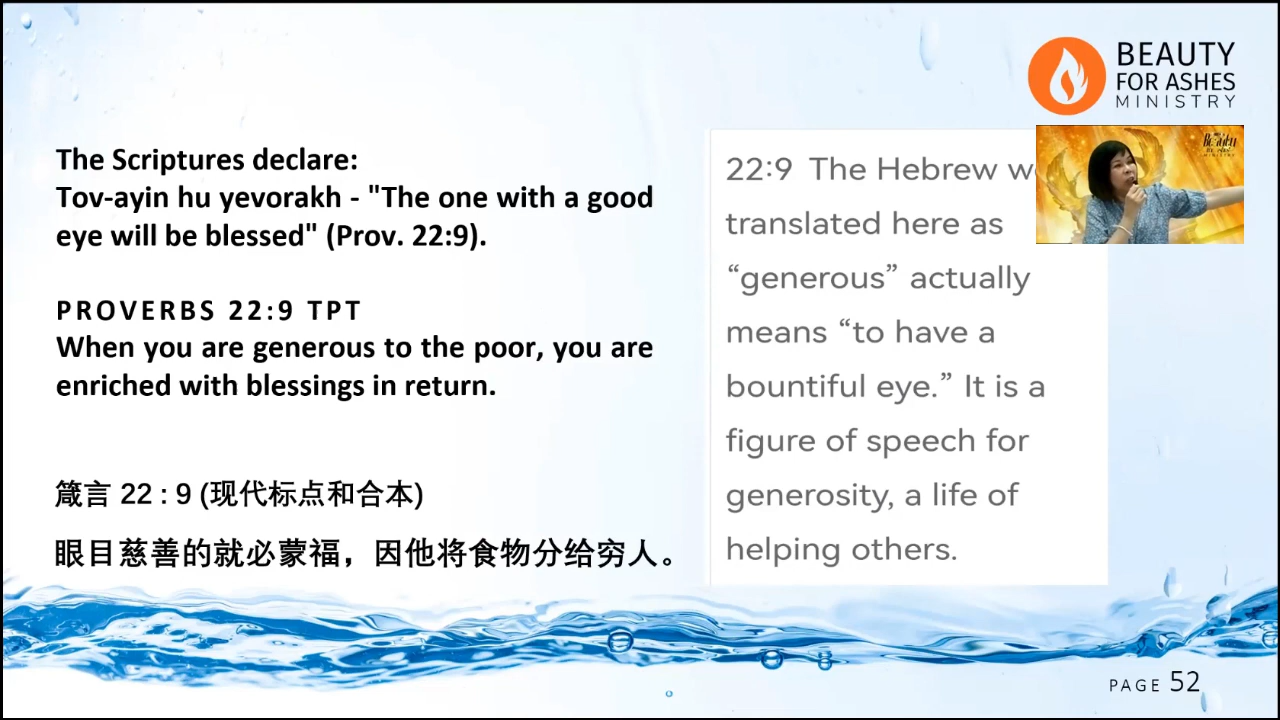 BEAUTY
FOR ASHES
MINISTRY
The Scriptures declare:
Tov-ayin hu yevorakh - "The one with a good
eye will be blessed" (Prov. 22:9).
PROVERBS 22:9 TPT
When you are generous to the poor, you are
enriched with blessings in return.
箴言 22 : 9 (现代标点和合本)
眼目慈善的就必蒙福，因他将食物分给穷人。
22:9 The Hebrew
translated here as
“generous” actually
means “to have a
bountiful eye.” It is a
figure of speech for
generosity, a life of
helping others.
PAGE 52